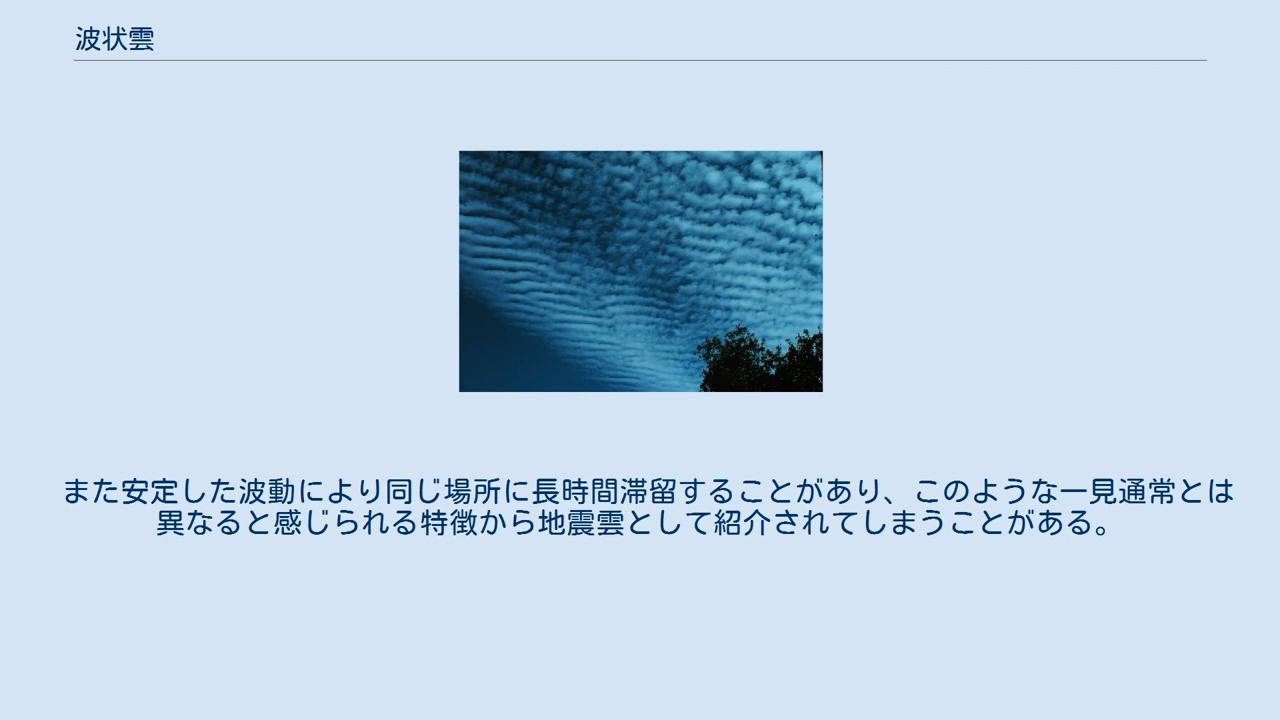 波状雲
また安定した波動により同じ場所に長時間滞留することがあり、このような一見通常とは
異なると感じられる特徴から地震雲として紹介されてしまうことがある。